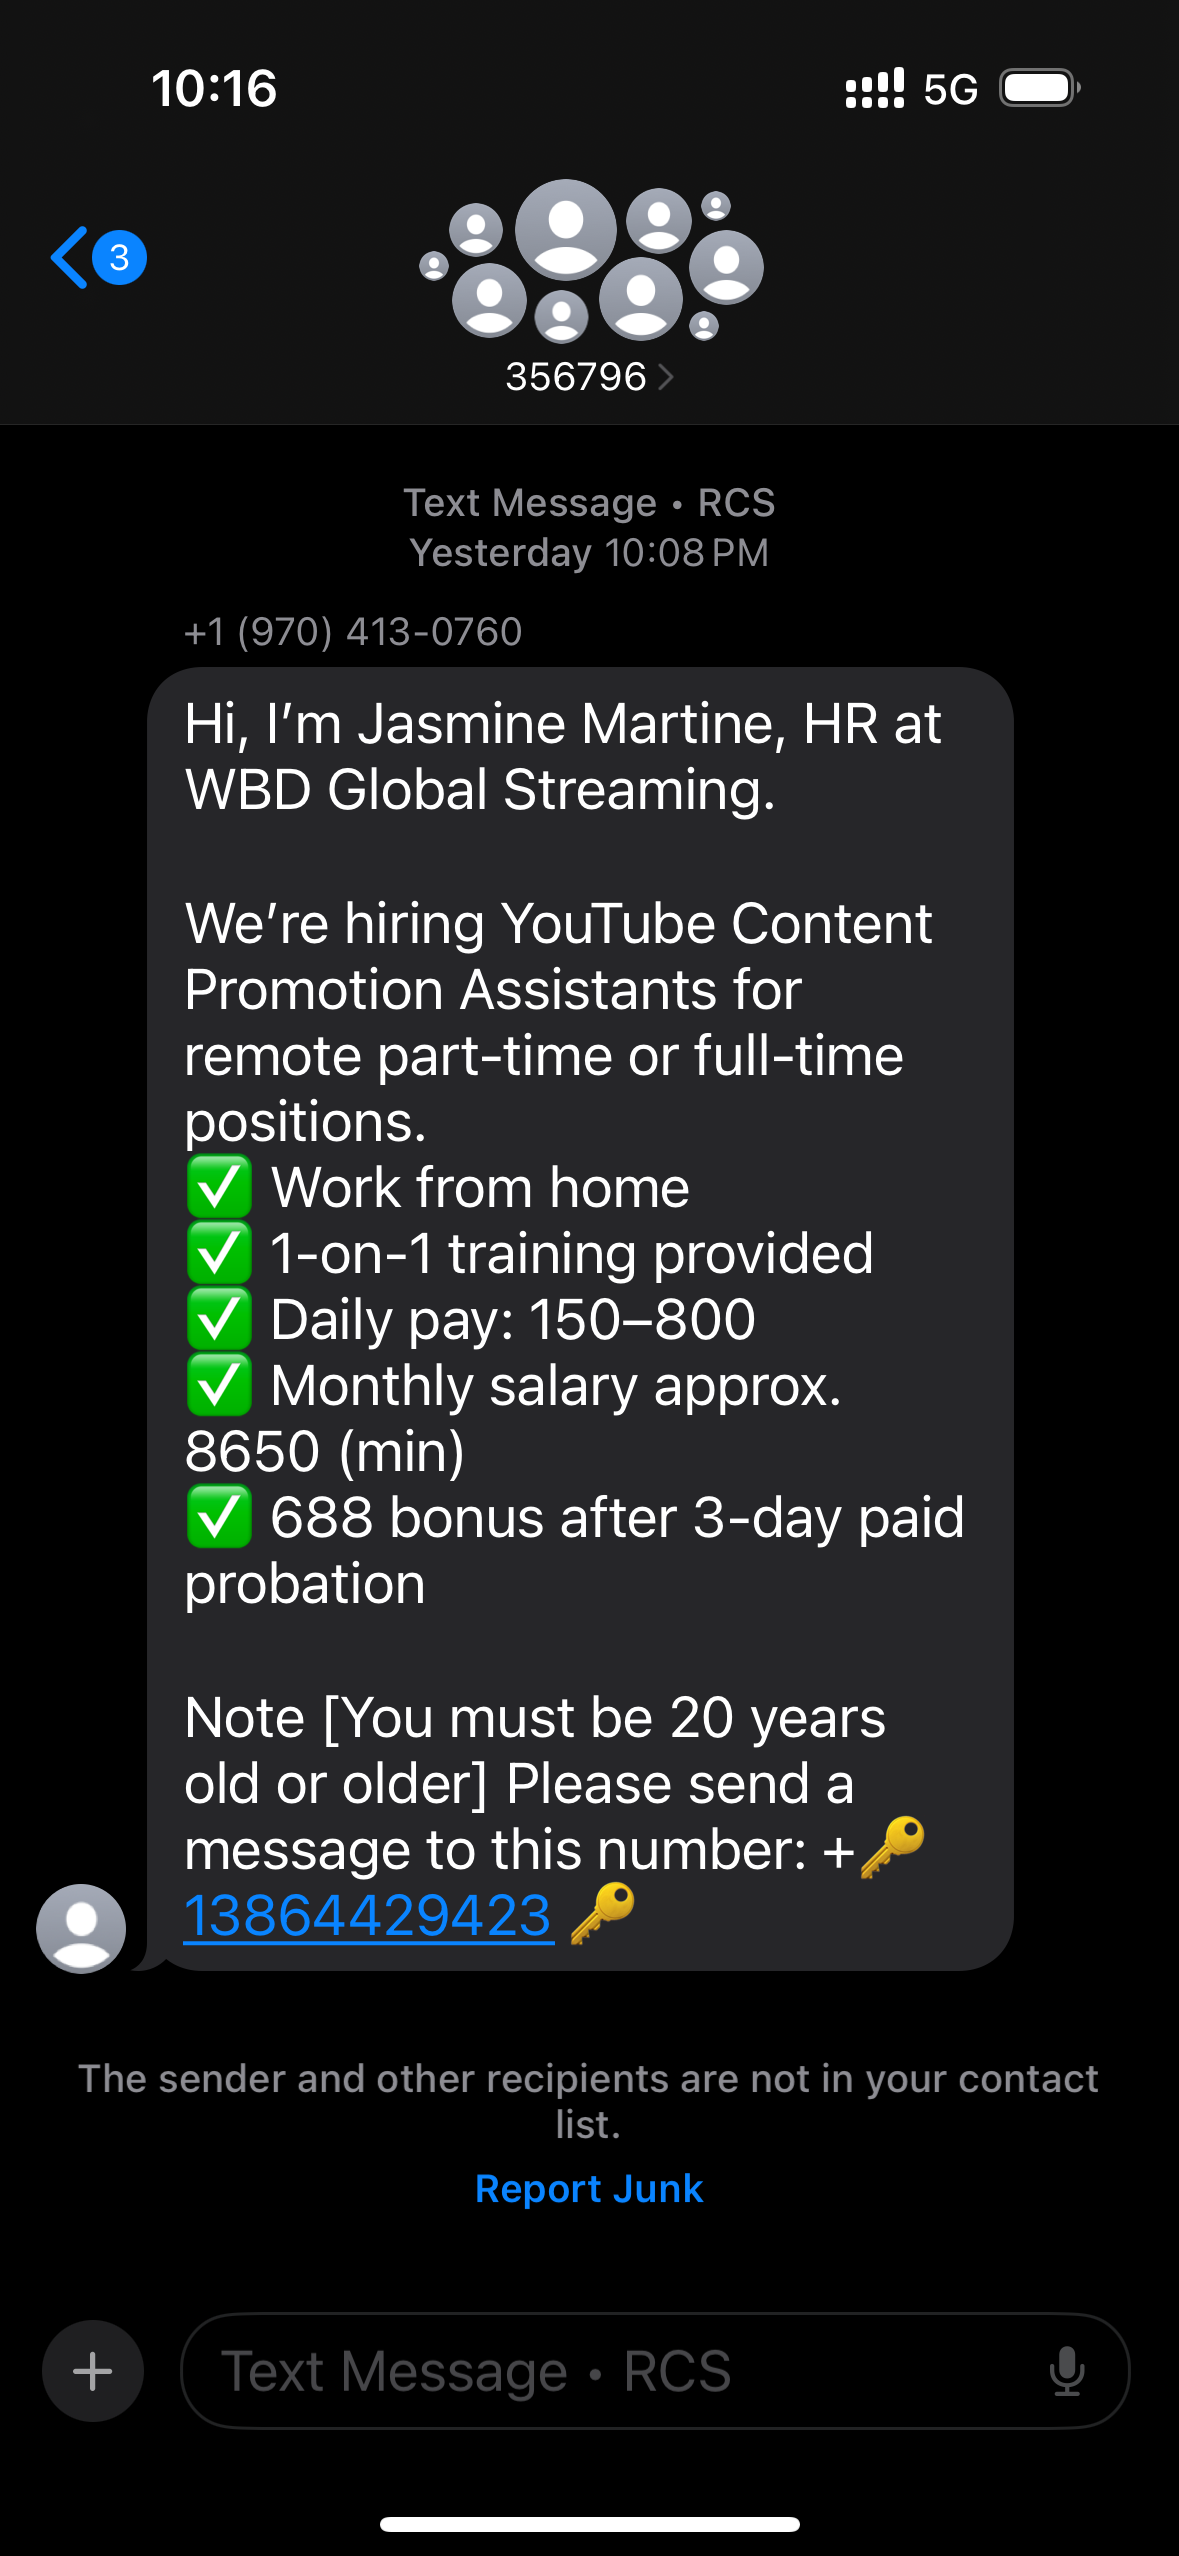 10:16
5G
3
356796
Text Message • RCS
Yesterday 10:08 PM
+1 (970) 413-0760
Hi, I’m Jasmine Martine, HR at
WBD Global Streaming.
We’re hiring YouTube Content
Promotion Assistants for
remote part-time or full-time
positions.
✅ Work from home
✅ 1-on-1 training provided
✅ Daily pay: 150–800
✅ Monthly salary approx.
8650 (min)
✅ 688 bonus after 3-day paid
probation
Note [You must be 20 years
old or older] Please send a
message to this number: +🔑
13864429423 🔑
The sender and other recipients are not in your contact
list.
Report Junk
Text Message • RCS